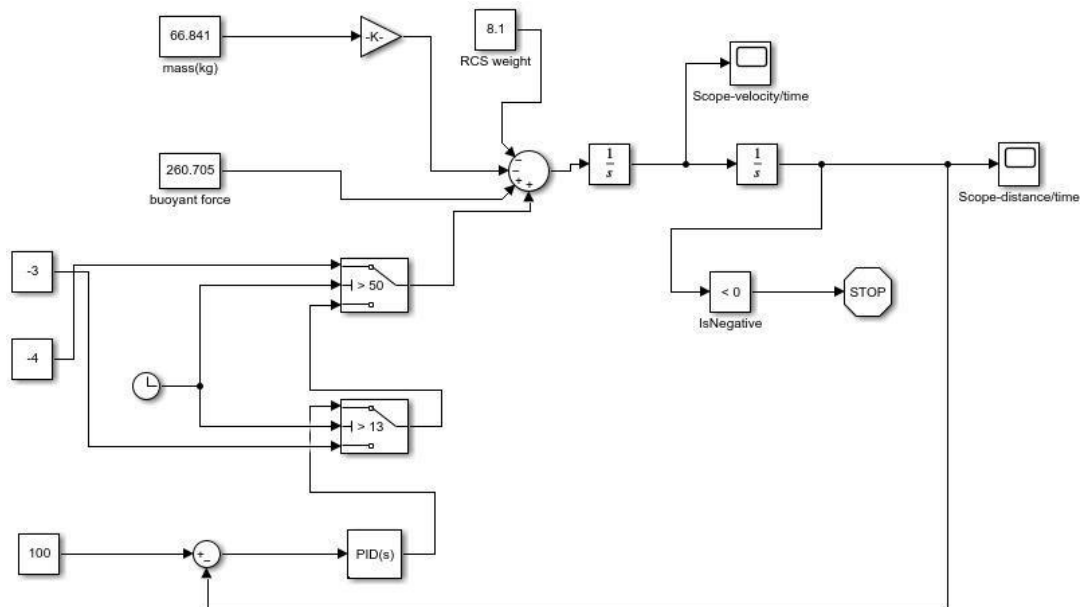 66.841
mass(kg)
-K-
8.1
RCS weight
Scope-velocity/time
260.705
buoyant force
−
−
+
+
1
s
1
s
Scope-distance/time
-3
> 50
< 0
IsNegative
STOP
-4
> 13
100
+
−
PID(s)